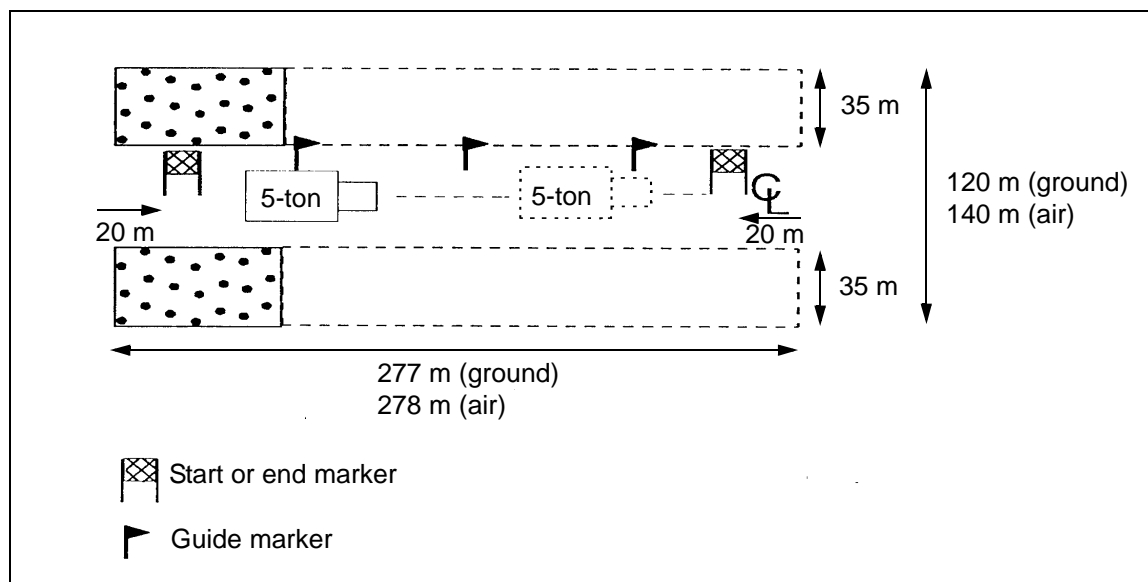 35 m
5-ton
5-ton
CL
120 m (ground)
140 m (air)
20 m
20 m
35 m
277 m (ground)
278 m (air)
Start or end marker
Guide marker